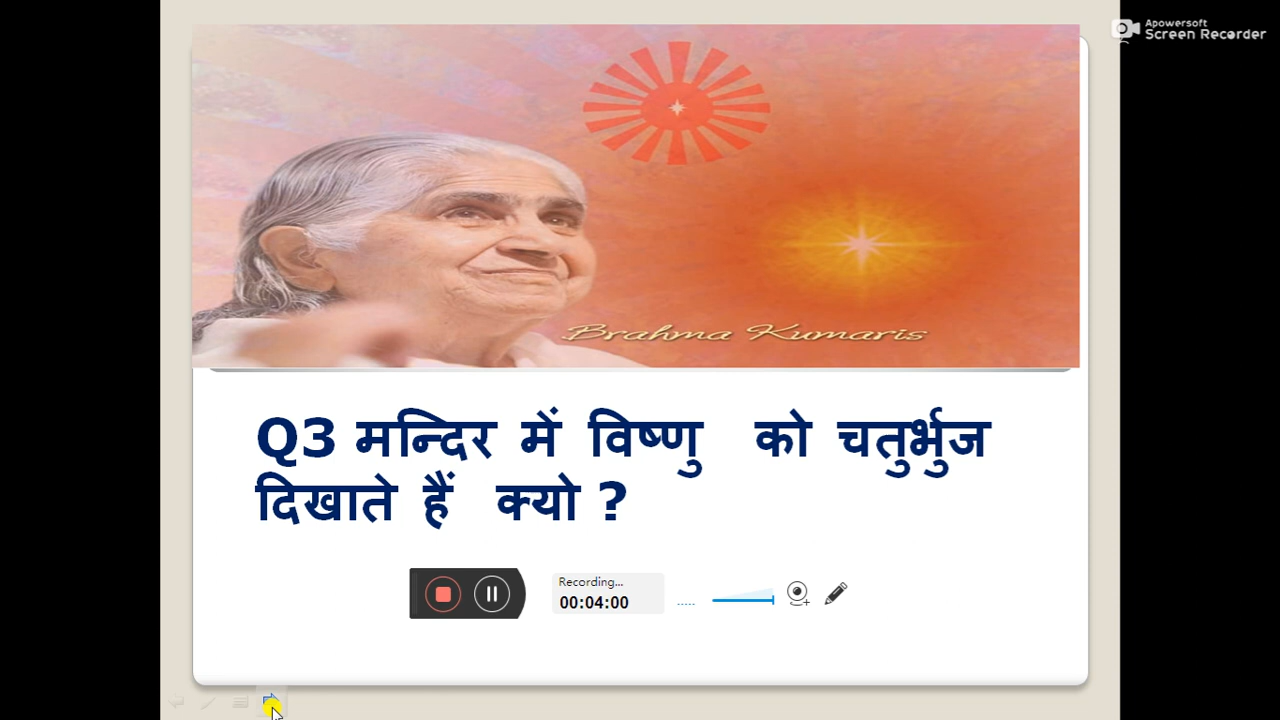 Apowersoft
Screen Recorder
Brahma Kumaris
Q3 मन्दिर में विष्णु को चतुर्भुज
दिखाते हैं क्यो ?
Recording...
00:04:00